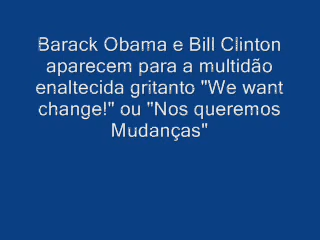 Barack Obama e Bill Clinton
aparecem para a multidão
enaltecida gritanto "We want
change!" ou "Nos queremos
Mudanças"